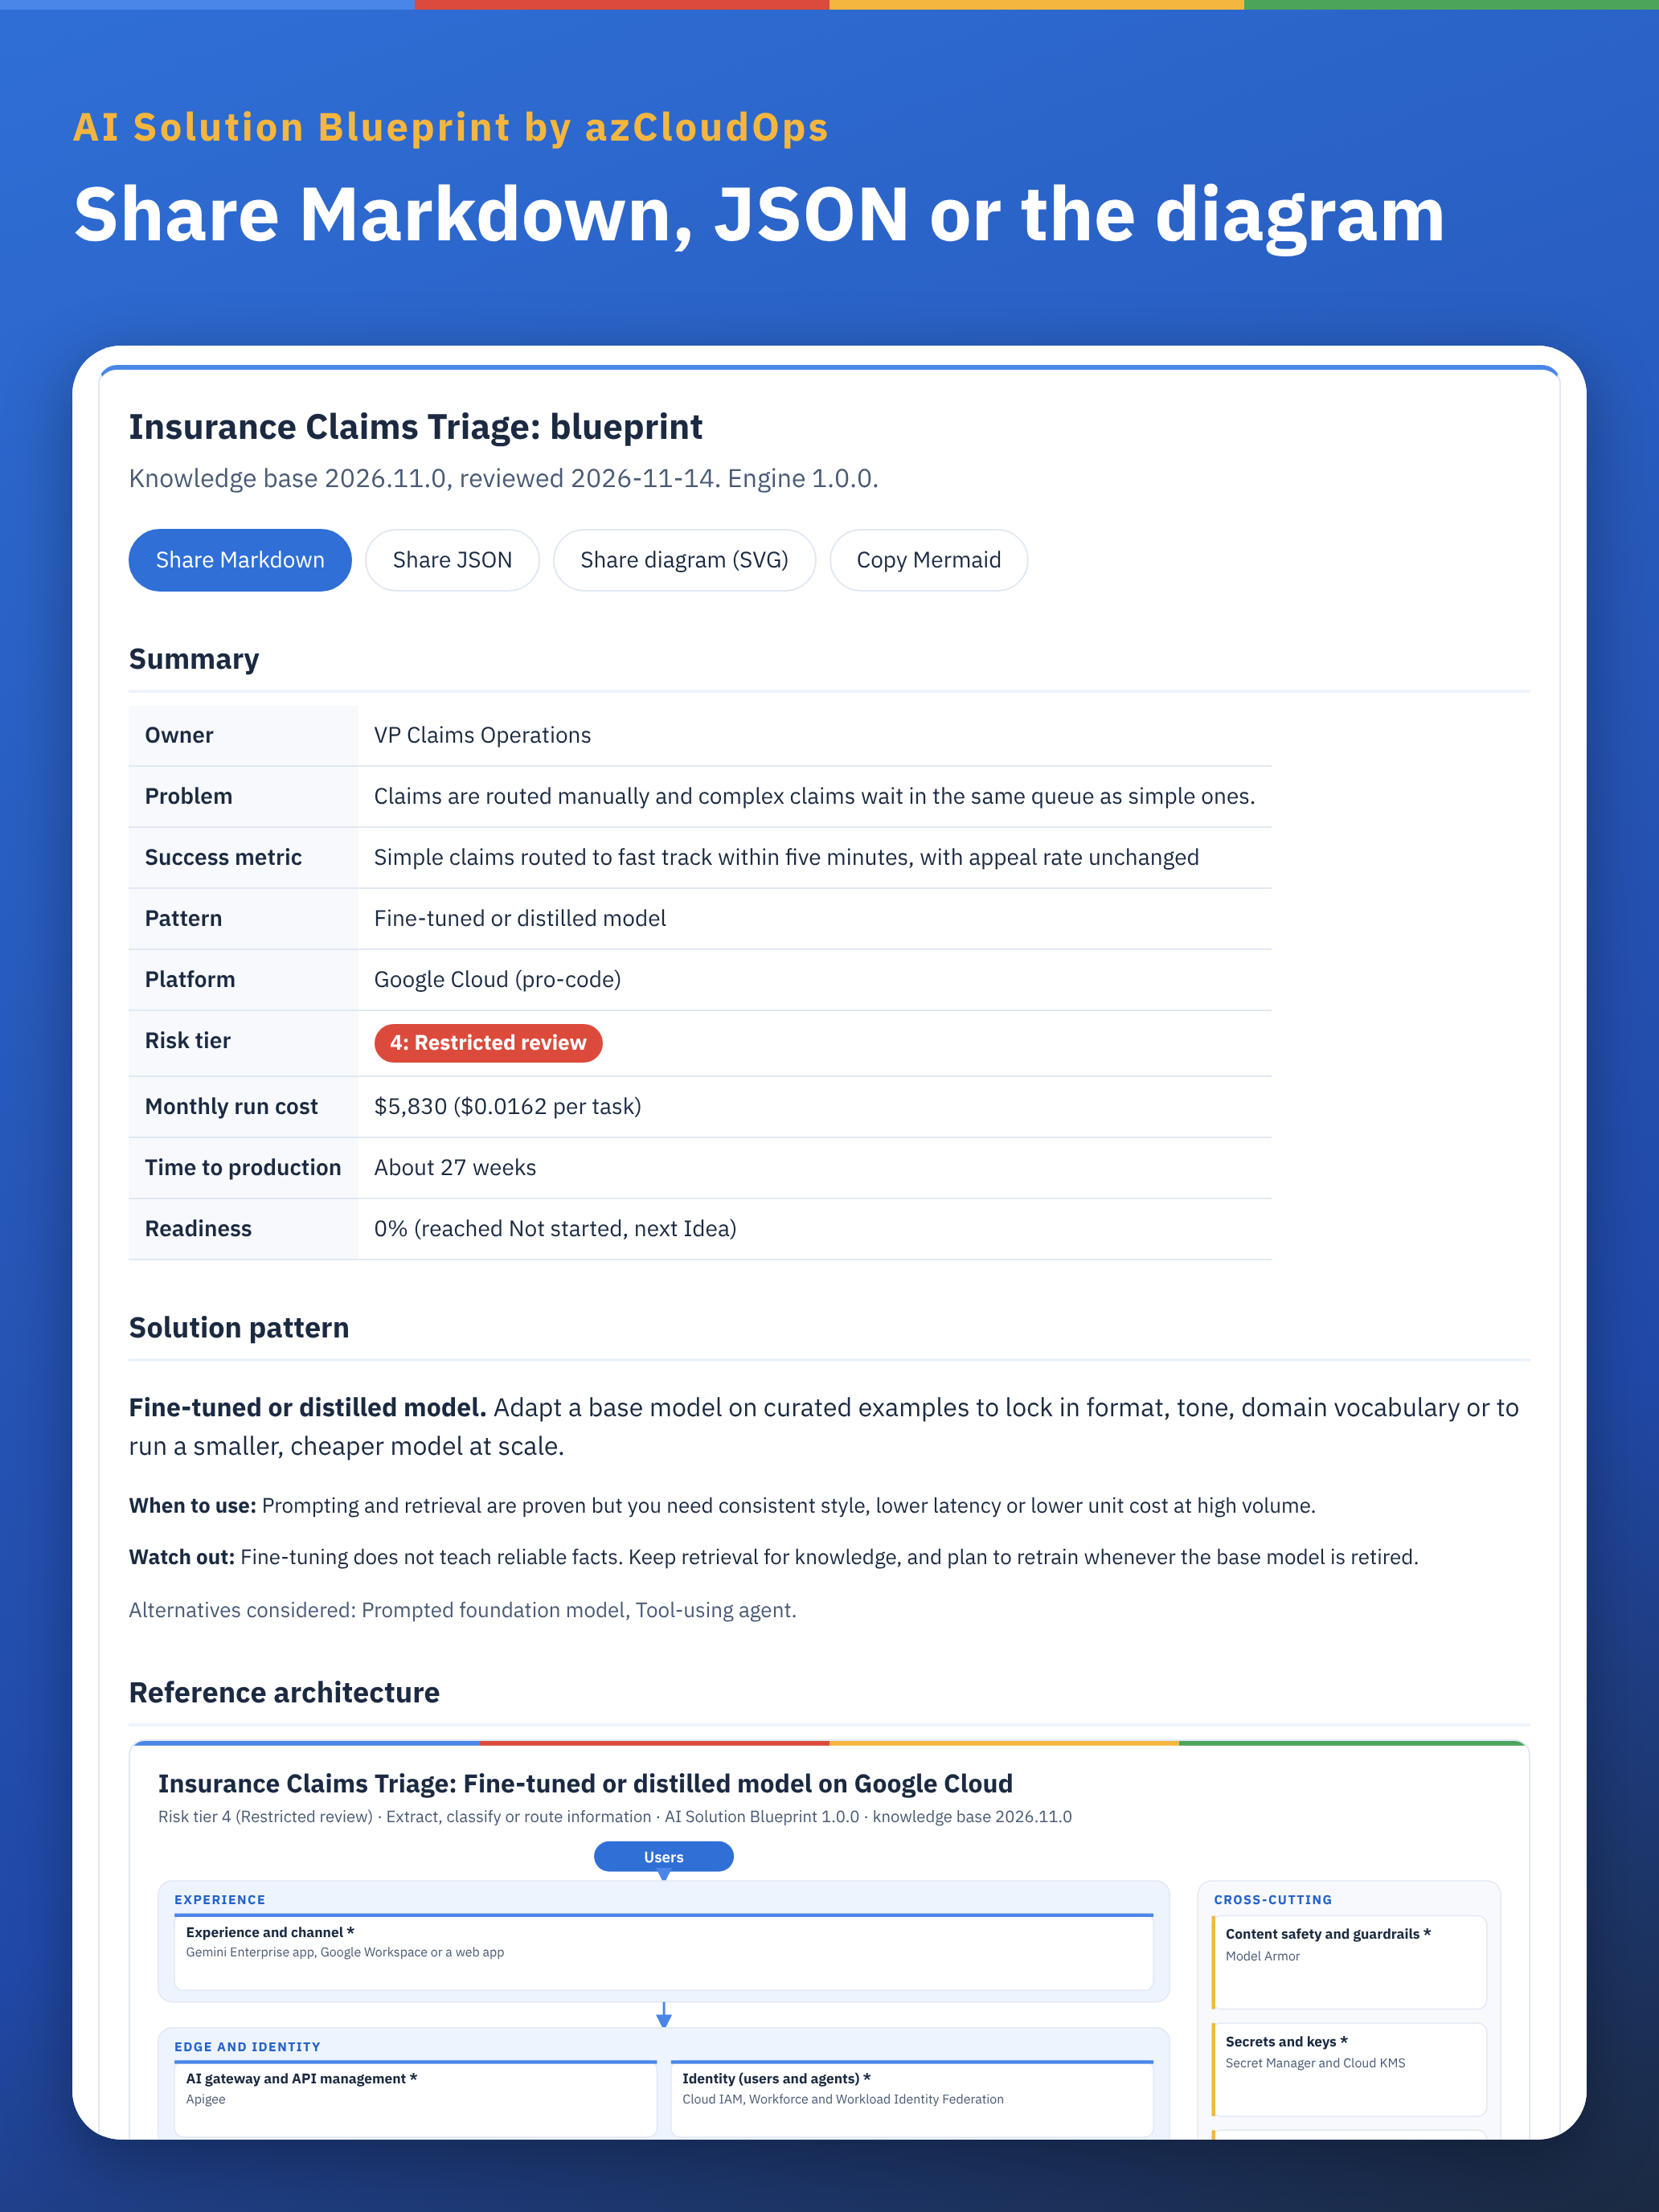 AI Solution Blueprint by azCloudOps
Share Markdown, JSON or the diagram
Insurance Claims Triage: blueprint
Knowledge base 2026.11.0, reviewed 2026-11-14. Engine 1.0.0.
Share Markdown
Share JSON
Share diagram (SVG)
Copy Mermaid
Summary
Owner VP Claims Operations
Problem Claims are routed manually and complex claims wait in the same queue as simple ones.
Success metric Simple claims routed to fast track within five minutes, with appeal rate unchanged
Pattern Fine-tuned or distilled model
Platform Google Cloud (pro-code)
Risk tier 4: Restricted review
Monthly run cost $5,830 ($0.0162 per task)
Time to production About 27 weeks
Readiness 0% (reached Not started, next Idea)
Solution pattern
Fine-tuned or distilled model. Adapt a base model on curated examples to lock in format, tone, domain vocabulary or to
run a smaller, cheaper model at scale.
When to use: Prompting and retrieval are proven but you need consistent style, lower latency or lower unit cost at high volume.
Watch out: Fine-tuning does not teach reliable facts. Keep retrieval for knowledge, and plan to retrain whenever the base model is retired.
Alternatives considered: Prompted foundation model, Tool-using agent.
Reference architecture
Insurance Claims Triage: Fine-tuned or distilled model on Google Cloud
Risk tier 4 (Restricted review) · Extract, classify or route information · AI Solution Blueprint 1.0.0 · knowledge base 2026.11.0
Users
EXPERIENCE
Experience and channel *
Gemini Enterprise app, Google Workspace or a web app
EDGE AND IDENTITY
AI gateway and API management *
Apigee
Identity (users and agents) *
Cloud IAM, Workforce and Workload Identity Federation
CROSS-CUTTING
Content safety and guardrails *
Model Armor
Secrets and keys *
Secret Manager and Cloud KMS